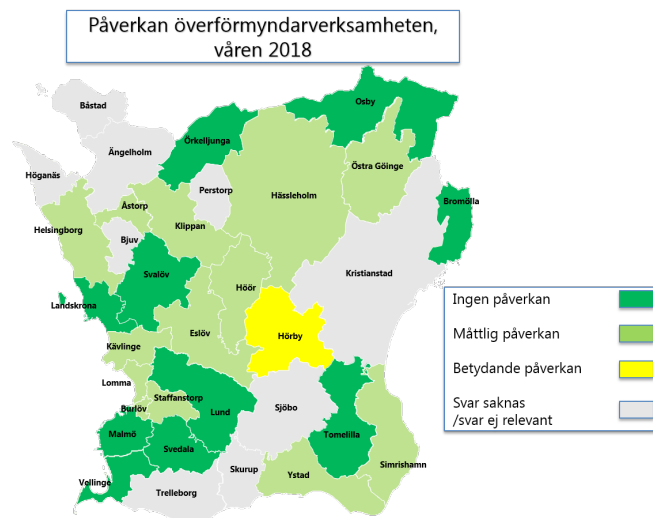 Påverkan överförmyndarverksamheten,
våren 2018
Båstad
Osby
Örkelljunga
Ängelholm
Östra Göinge
Höganäs
Perstorp
Hässleholm
Bromölla
Åstorp
Helsingborg
Klippan
Bjuv
Kristianstad
Svalöv
Höör
Landskrona
Ingen påverkan
Eslöv
Hörby
Måttlig påverkan
Kävlinge
Betydande påverkan
Lomma
Staffanstorp
Burlöv
Lund
Sjöbo
Svar saknas
/svar ej relevant
Malmö
Tomelilla
Svedala
Simrishamn
Skurup
Ystad
Vellinge
Trelleborg